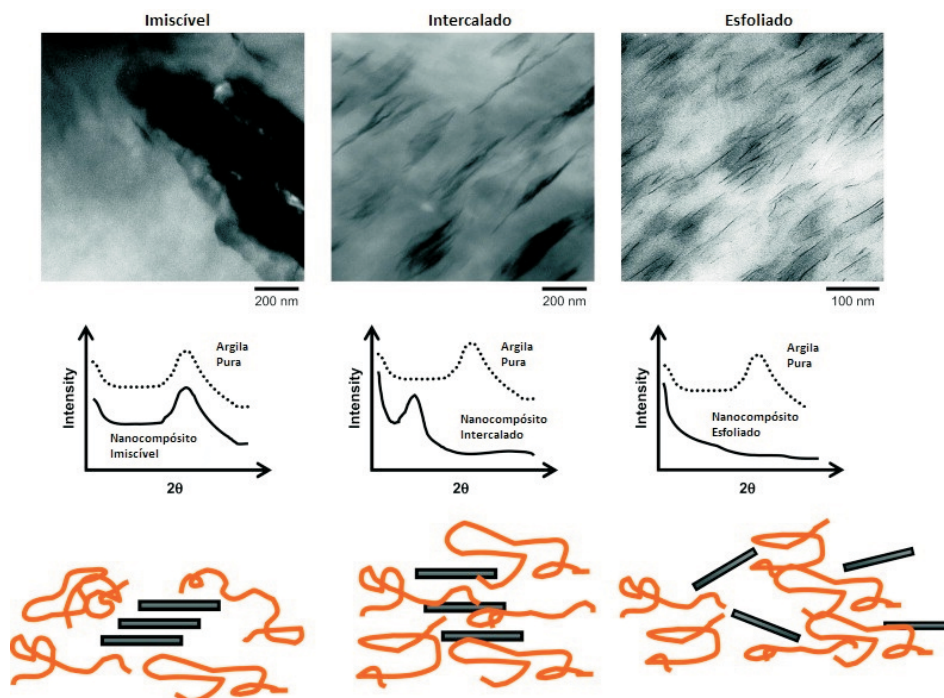 Imiscível
Intercalado
Esfoliado
200 nm
200 nm
100 nm
Intensity
Argila
Pura
Nanocompósito
Imiscível
2θ
Intensity
Argila
Pura
Nanocompósito
Intercalado
2θ
Intensity
Argila
Pura
Nanocompósito
Esfoliado
2θ